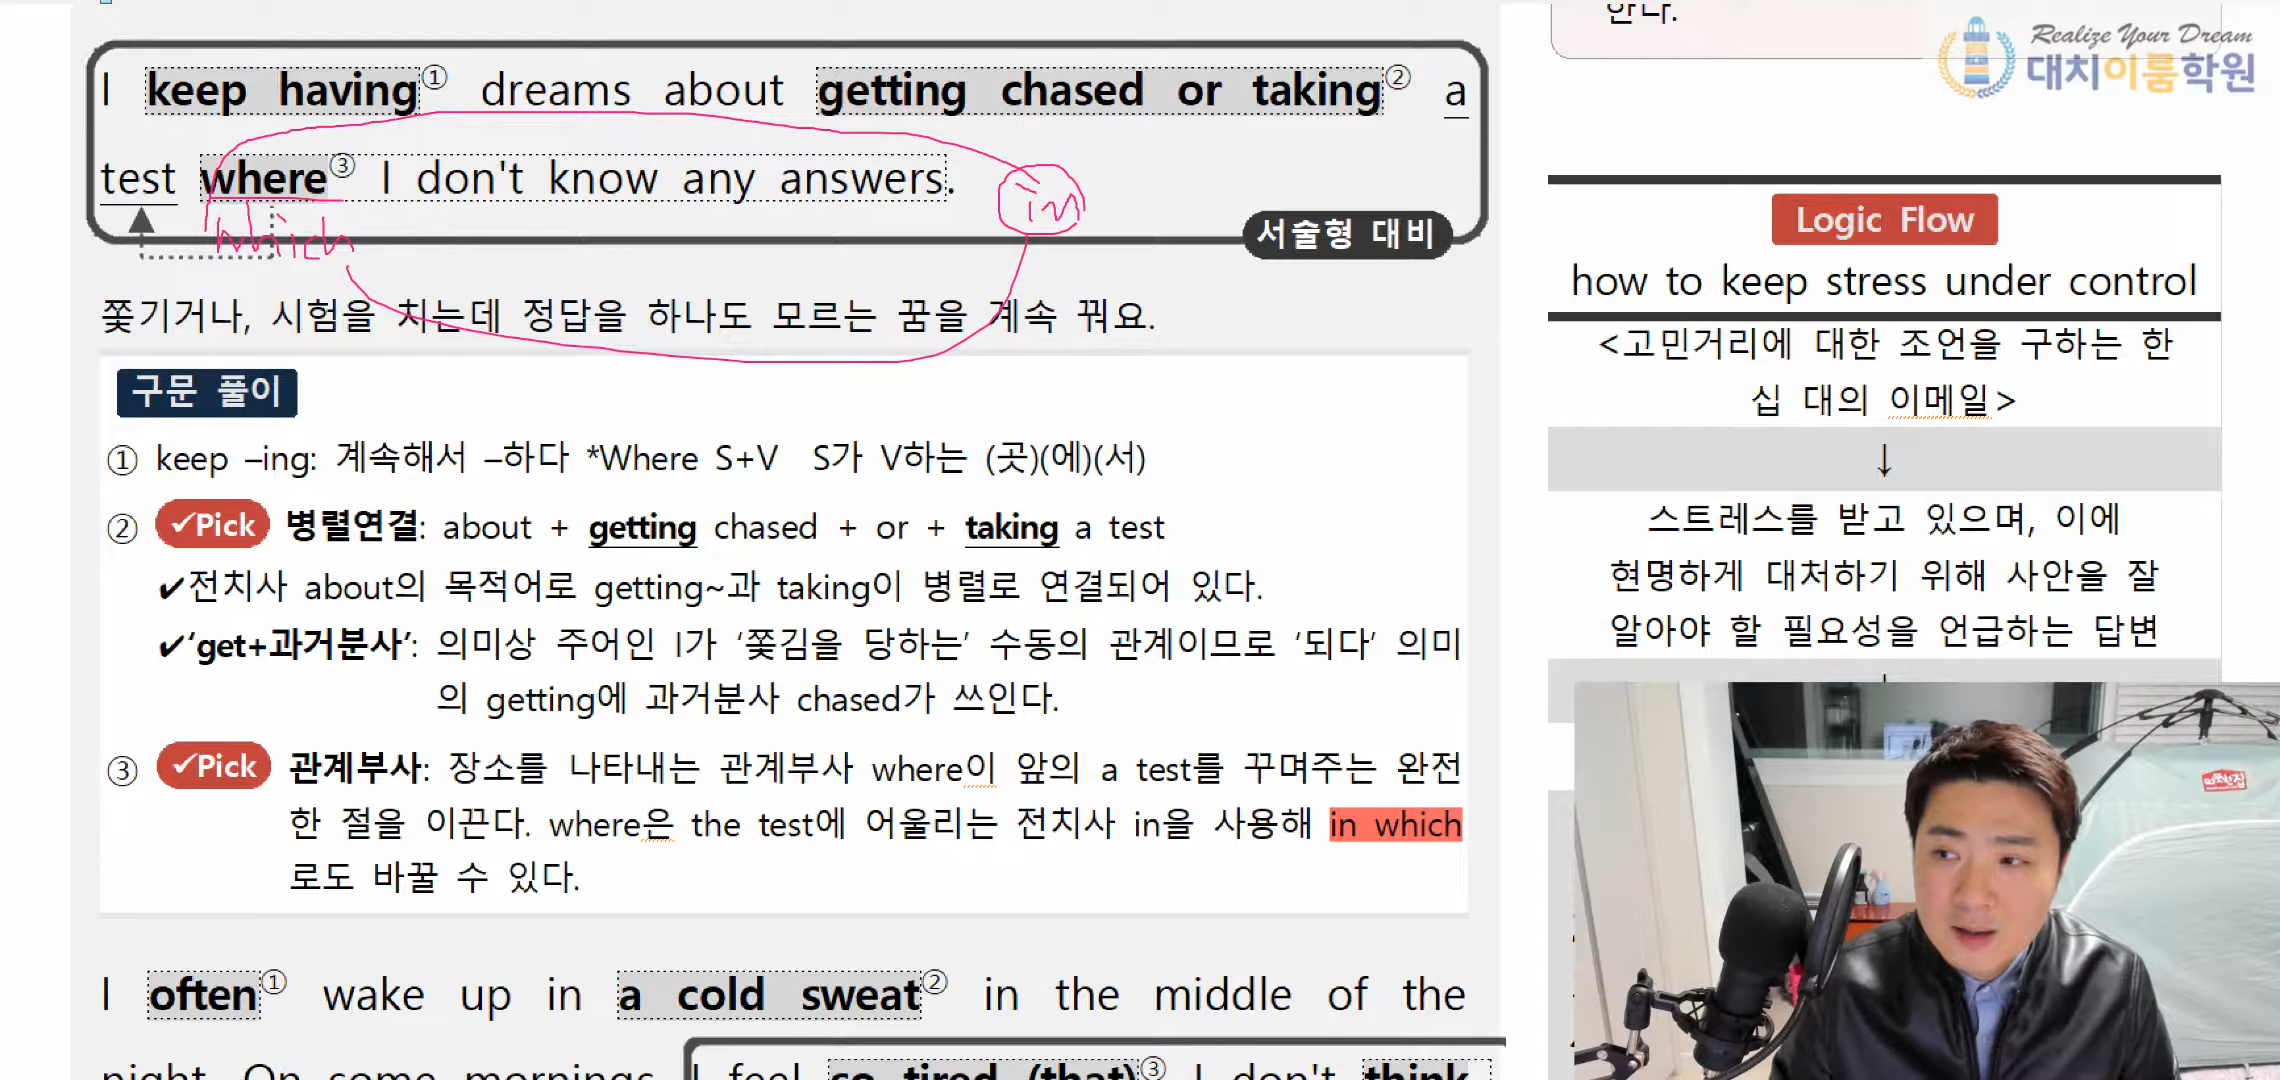 안다.
Realize Your Dream
대치이룸학원
I keep having① dreams about getting chased or taking② a
test where③ I don't know any answers.
in
which
서술형 대비
쫓기거나, 시험을 치는데 정답을 하나도 모르는 꿈을 계속 꿔요.
구문 풀이
① keep –ing: 계속해서 –하다 *Where S+V S가 V하는 (곳)(에)(서)
② ✓Pick 병렬연결: about + getting chased + or + taking a test
✔전치사 about의 목적어로 getting~과 taking이 병렬로 연결되어 있다.
✔‘get+과거분사’: 의미상 주어인 I가 ‘쫓김을 당하는’ 수동의 관계이므로 ‘되다’ 의미
의 getting에 과거분사 chased가 쓰인다.
③ ✓Pick 관계부사: 장소를 나타내는 관계부사 where이 앞의 a test를 꾸며주는 완전
한 절을 이끈다. where은 the test에 어울리는 전치사 in을 사용해 in which
로도 바꿀 수 있다.
I often① wake up in a cold sweat② in the middle of the
night. On some mornings, I feel so tired (that)③ I don't think
Logic Flow
how to keep stress under control
<고민거리에 대한 조언을 구하는 한
십 대의 이메일>
↓
스트레스를 받고 있으며, 이에
현명하게 대처하기 위해 사안을 잘
알아야 할 필요성을 언급하는 답변